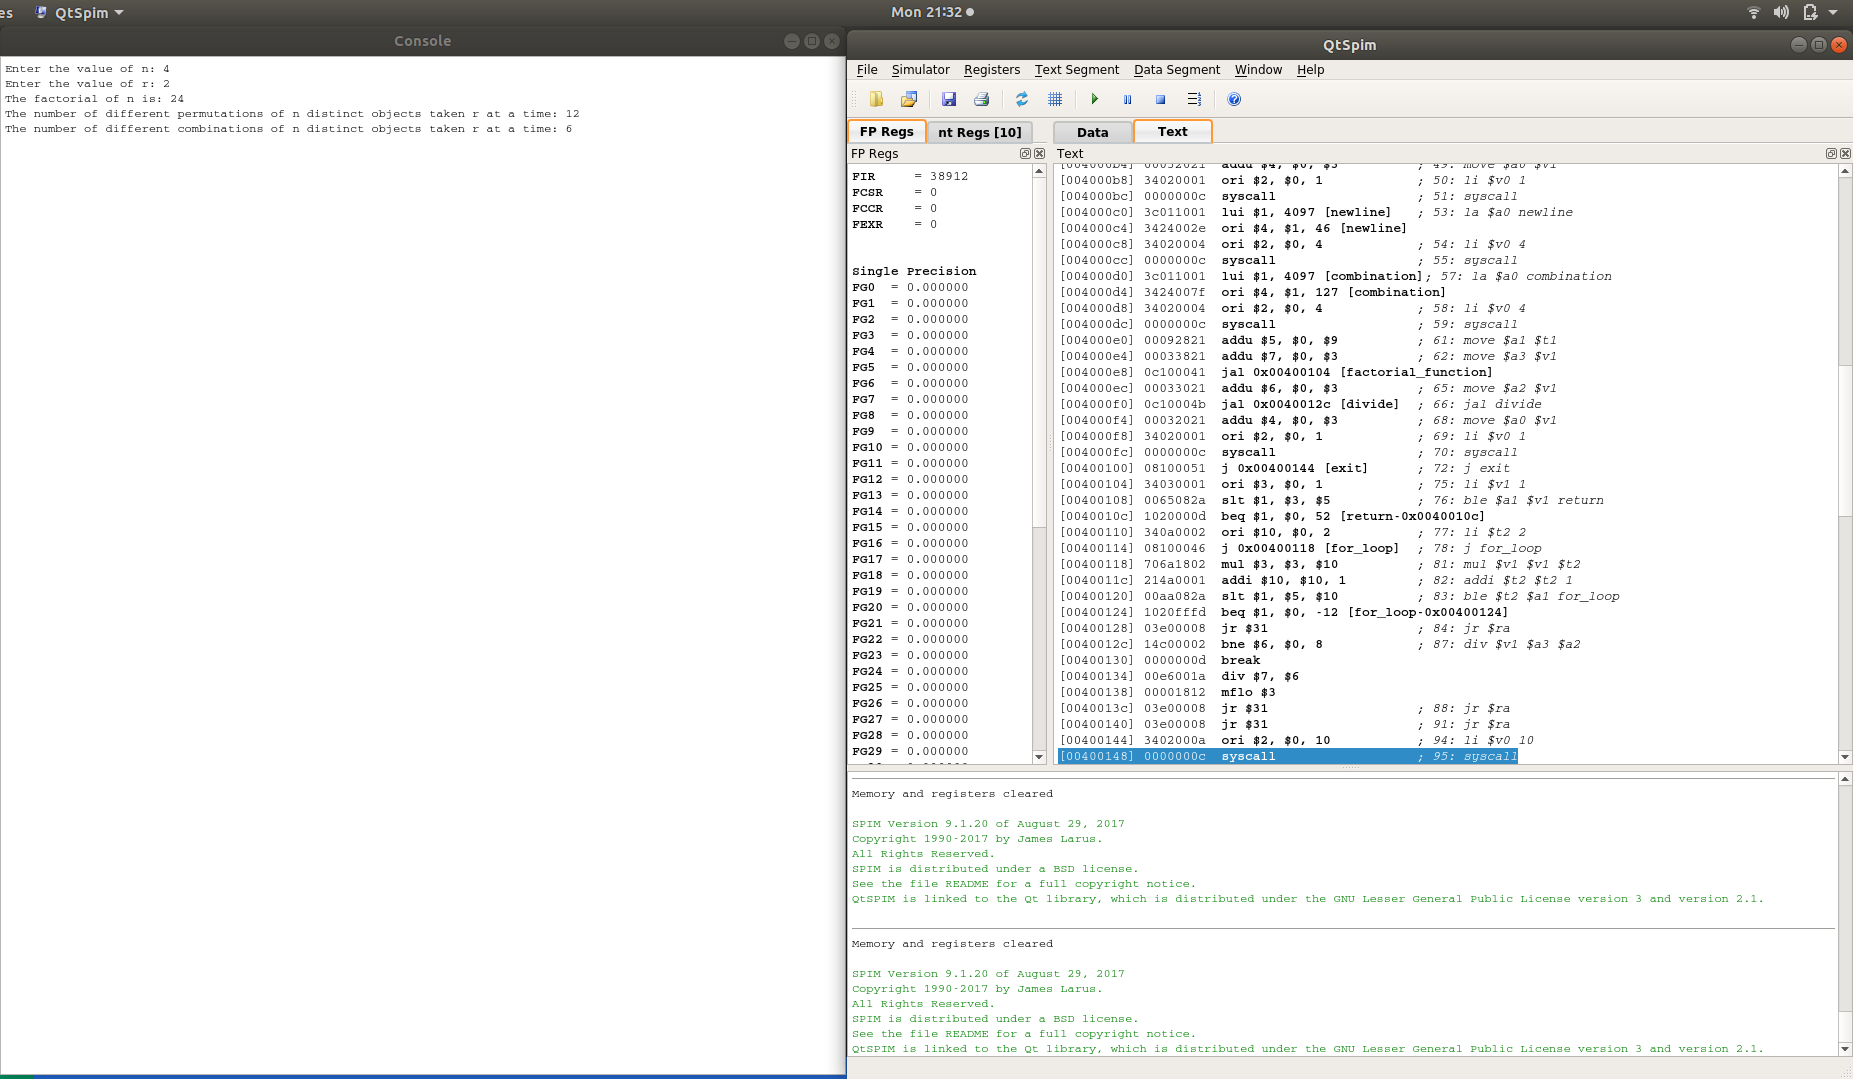 es QtSpim Mon 21:32
Console
Enter the value of n: 4
Enter the value of r: 2
The factorial of n is: 24
The number of different permutations of n distinct objects taken r at a time: 12
The number of different combinations of n distinct objects taken r at a time: 6
QtSpim
File Simulator Registers Text Segment Data Segment Window Help
FP Regs nt Regs [10]
FP Regs
FIR = 38912
FCSR = 0
FCCR = 0
FEXR = 0
Single Precision
FG0 = 0.000000
FG1 = 0.000000
FG2 = 0.000000
FG3 = 0.000000
FG4 = 0.000000
FG5 = 0.000000
FG6 = 0.000000
FG7 = 0.000000
FG8 = 0.000000
FG9 = 0.000000
FG10 = 0.000000
FG11 = 0.000000
FG12 = 0.000000
FG13 = 0.000000
FG14 = 0.000000
FG15 = 0.000000
FG16 = 0.000000
FG17 = 0.000000
FG18 = 0.000000
FG19 = 0.000000
FG20 = 0.000000
FG21 = 0.000000
FG22 = 0.000000
FG23 = 0.000000
FG24 = 0.000000
FG25 = 0.000000
FG26 = 0.000000
FG27 = 0.000000
FG28 = 0.000000
FG29 = 0.000000
Data Text
Text
[004000b4] 00032021 addu $4, $0, $3 ; 49: move $a0 $v1
[004000b8] 34020001 ori $2, $0, 1 ; 50: li $v0 1
[004000bc] 0000000c syscall ; 51: syscall
[004000c0] 3c011001 lui $1, 4097 [newline] ; 53: la $a0 newline
[004000c4] 3424002e ori $4, $1, 46 [newline]
[004000c8] 34020004 ori $2, $0, 4 ; 54: li $v0 4
[004000cc] 0000000c syscall ; 55: syscall
[004000d0] 3c011001 lui $1, 4097 [combination]; 57: la $a0 combination
[004000d4] 3424007f ori $4, $1, 127 [combination]
[004000d8] 34020004 ori $2, $0, 4 ; 58: li $v0 4
[004000dc] 0000000c syscall ; 59: syscall
[004000e0] 00092821 addu $5, $0, $9 ; 61: move $a1 $t1
[004000e4] 00033821 addu $7, $0, $3 ; 62: move $a3 $v1
[004000e8] 0c100041 jal 0x00400104 [factorial_function]
[004000ec] 00033021 addu $6, $0, $3 ; 65: move $a2 $v1
[004000f0] 0c10004b jal 0x0040012c [divide] ; 66: jal divide
[004000f4] 00032021 addu $4, $0, $3 ; 68: move $a0 $v1
[004000f8] 34020001 ori $2, $0, 1 ; 69: li $v0 1
[004000fc] 0000000c syscall ; 70: syscall
[00400100] 08100051 j 0x00400144 [exit] ; 72: j exit
[00400104] 34030001 ori $3, $0, 1 ; 75: li $v1 1
[00400108] 0065082a slt $1, $3, $5 ; 76: ble $a1 $v1 return
[0040010c] 1020000d beq $1, $0, 52 [return-0x0040010c]
[00400110] 340a0002 ori $10, $0, 2 ; 77: li $t2 2
[00400114] 08100046 j 0x00400118 [for_loop] ; 78: j for_loop
[00400118] 706a1802 mul $3, $3, $10 ; 81: mul $v1 $v1 $t2
[0040011c] 214a0001 addi $10, $10, 1 ; 82: addi $t2 $t2 1
[00400120] 00aa082a slt $1, $5, $10 ; 83: ble $t2 $a1 for_loop
[00400124] 1020fffd beq $1, $0, -12 [for_loop-0x00400124]
[00400128] 03e00008 jr $31 ; 84: jr $ra
[0040012c] 14c00002 bne $6, $0, 8 ; 87: div $v1 $a3 $a2
[00400130] 0000000d break
[00400134] 00e6001a div $7, $6
[00400138] 00001812 mflo $3
[0040013c] 03e00008 jr $31 ; 88: jr $ra
[00400140] 03e00008 jr $31 ; 91: jr $ra
[00400144] 3402000a ori $2, $0, 10 ; 94: li $v0 10
[00400148] 0000000c syscall ; 95: syscall
Memory and registers cleared
SPIM Version 9.1.20 of August 29, 2017
Copyright 1990-2017 by James Larus.
All Rights Reserved.
SPIM is distributed under a BSD license.
See the file README for a full copyright notice.
QtSPIM is linked to the Qt library, which is distributed under the GNU Lesser General Public License version 3 and version 2.1.
Memory and registers cleared
SPIM Version 9.1.20 of August 29, 2017
Copyright 1990-2017 by James Larus.
All Rights Reserved.
SPIM is distributed under a BSD license.
See the file README for a full copyright notice.
QtSPIM is linked to the Qt library, which is distributed under the GNU Lesser General Public License version 3 and version 2.1.